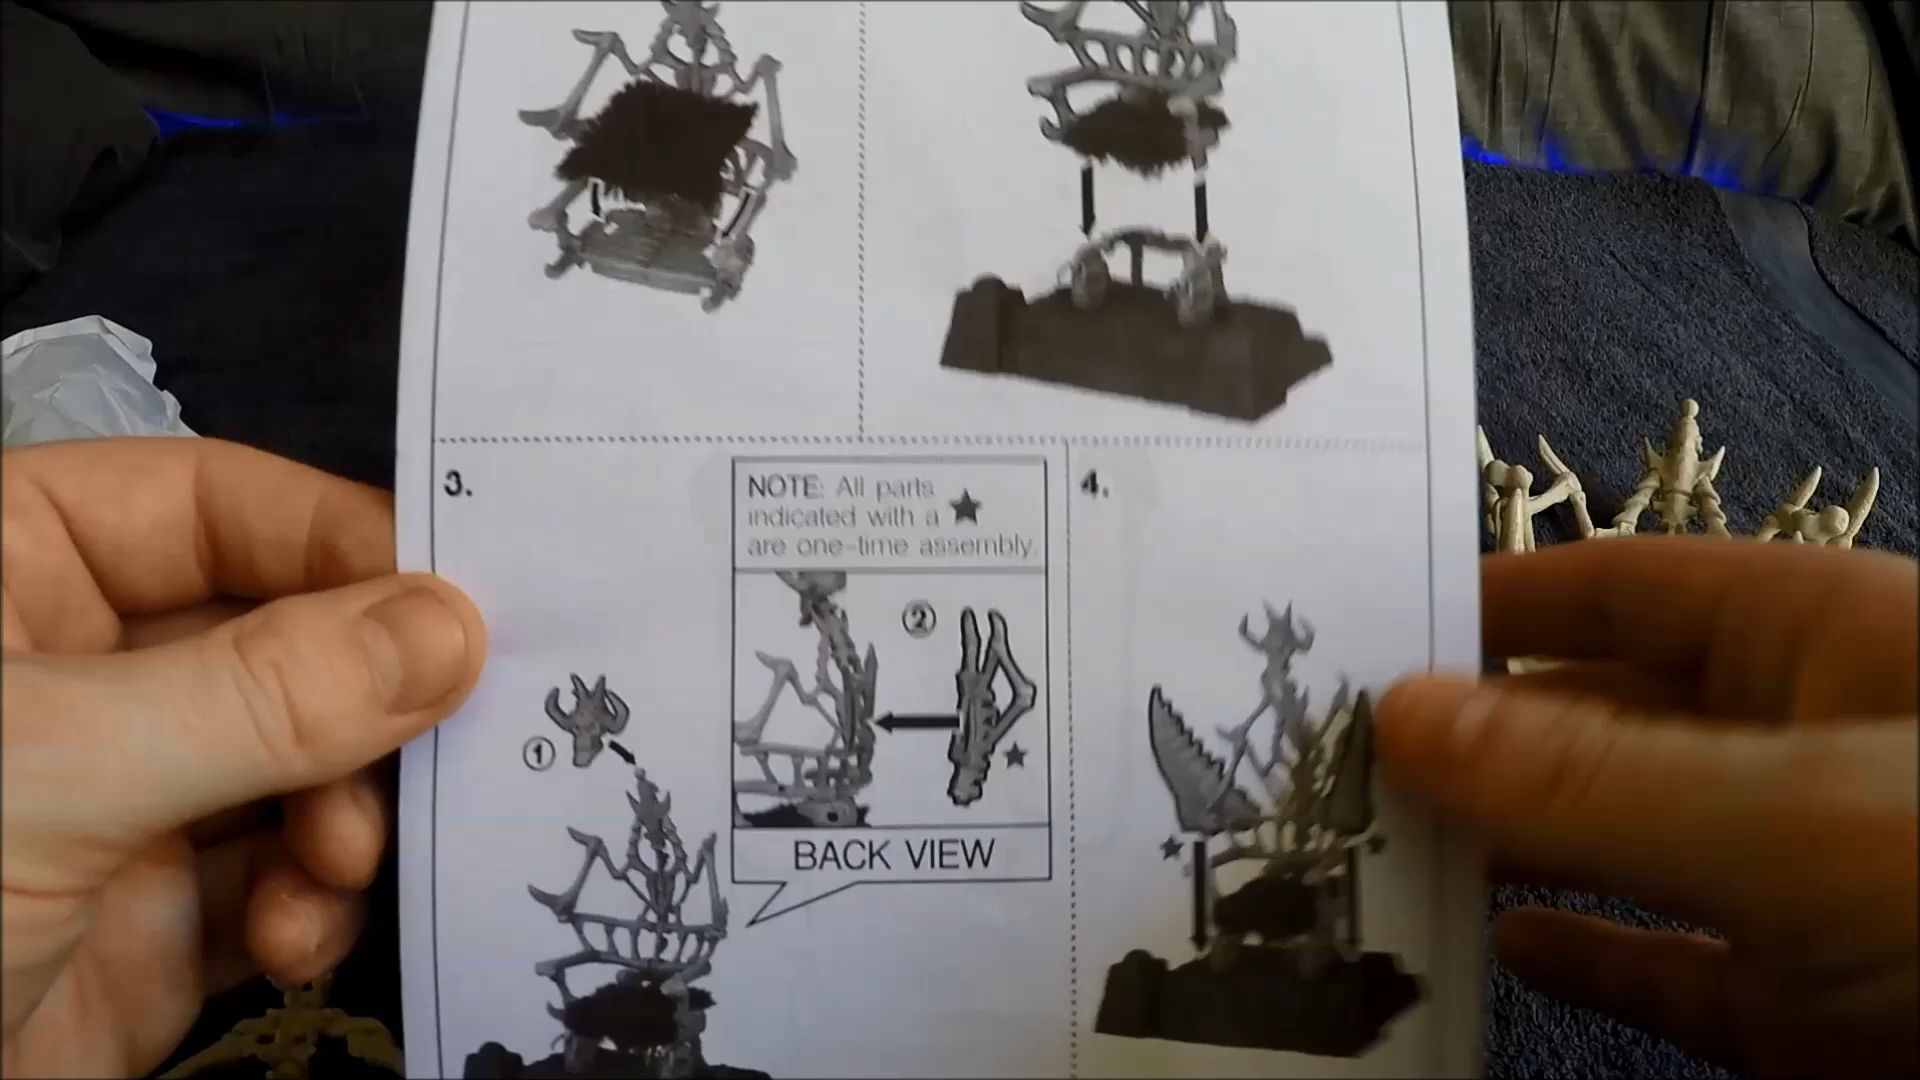 3.
NOTE: All parts
indicated with a ★
are one-time assembly.
②
①
★
BACK VIEW
4.
★
★